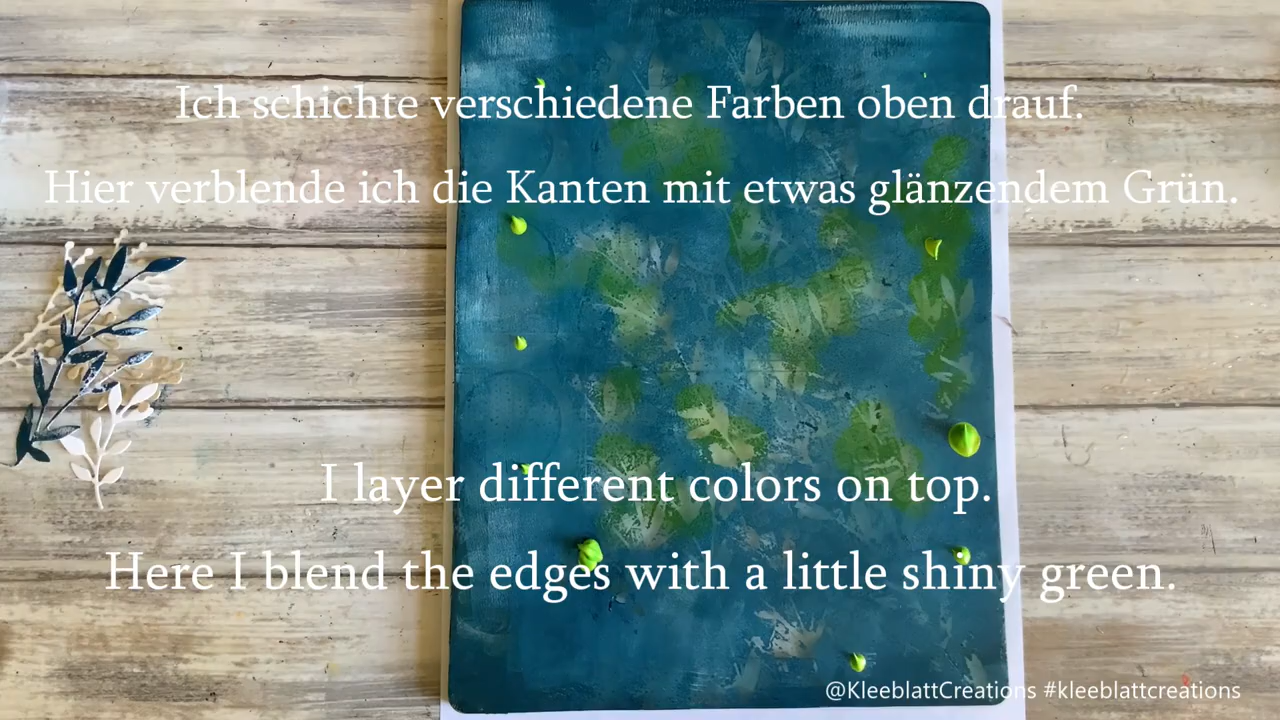 Ich schichte verschiedene Farben oben drauf.
Hier verblende ich die Kanten mit etwas glänzendem Grün.
I layer different colors on top.
Here I blend the edges with a little shiny green.
@KleeblattCreations #kleeblattcreations